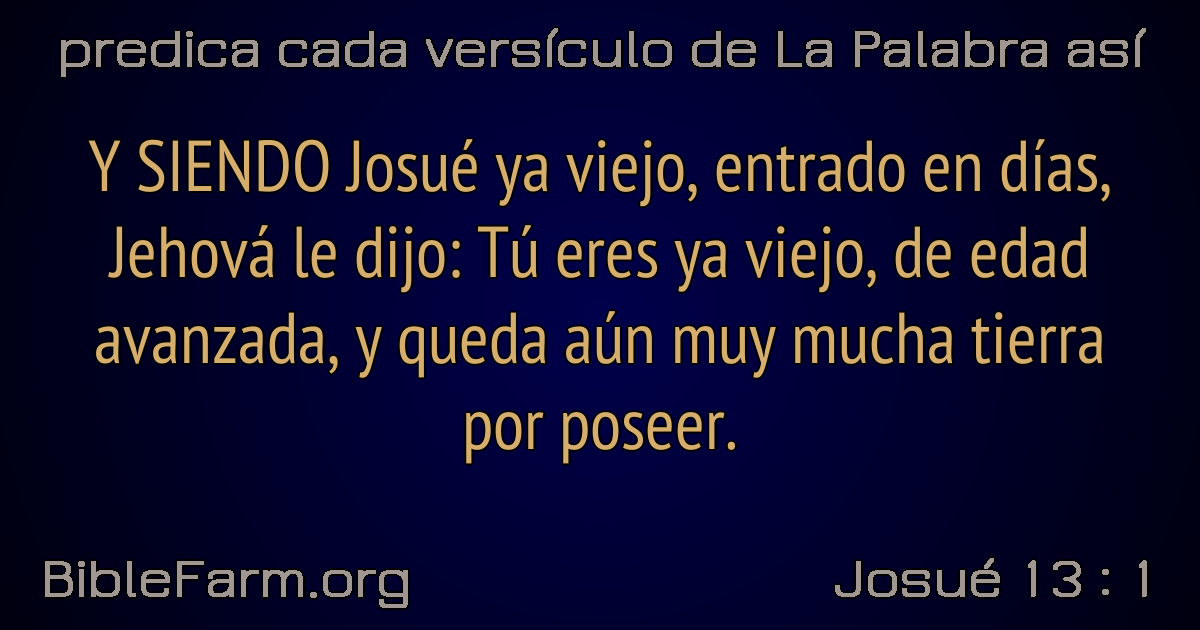 predica cada versículo de La Palabra así
Y SIENDO Josué ya viejo, entrado en días,
Jehová le dijo: Tú eres ya viejo, de edad
avanzada, y queda aún muy mucha tierra
por poseer.
BibleFarm.org
Josué 13 : 1